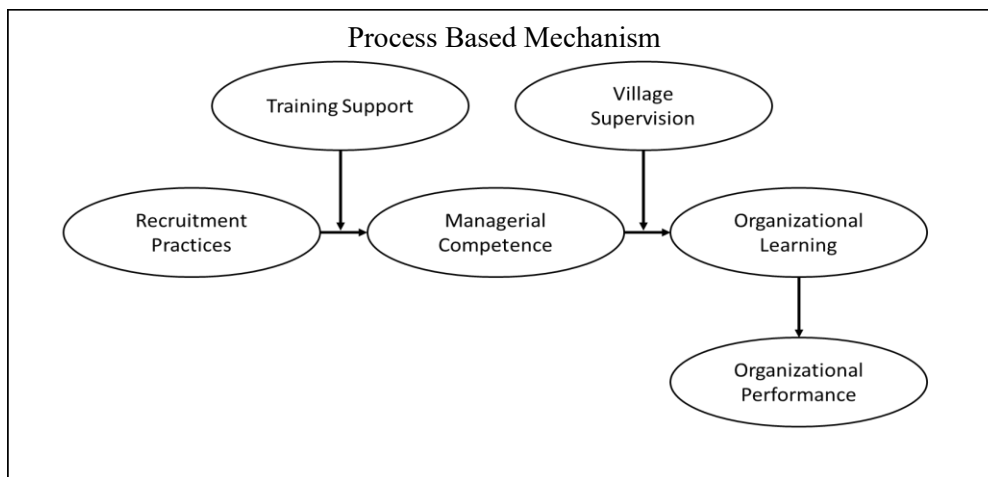 Process Based Mechanism
Training Support
Village
Supervision
Recruitment
Practices
Managerial
Competence
Organizational
Learning
Organizational
Performance